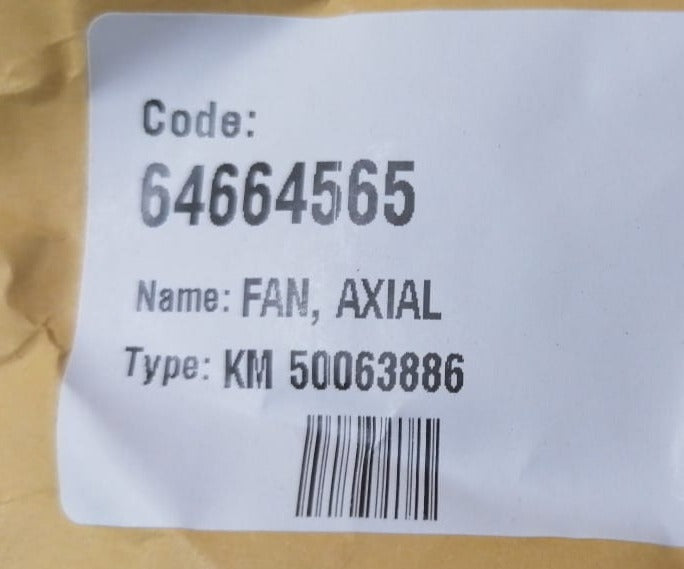 Code:
64664565
Name: FAN, AXIAL
Type: KM 50063886